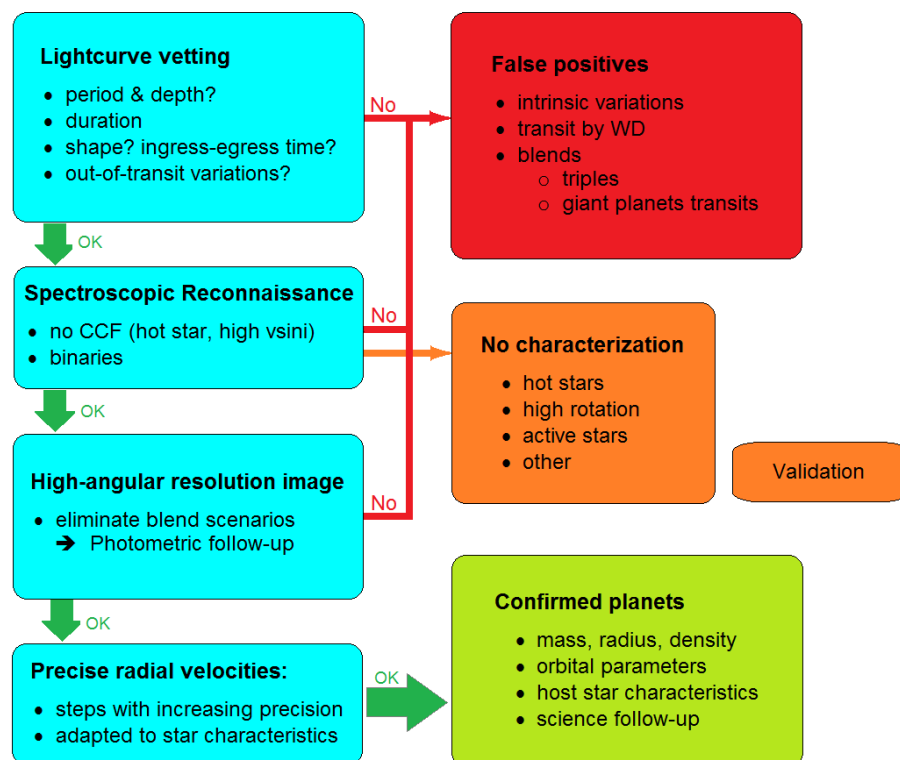 Lightcurve vetting
• period & depth?
• duration
• shape? ingress-egress time?
• out-of-transit variations?
No
False positives
• intrinsic variations
• transit by WD
• blends
○ triples
○ giant planets transits
OK
Spectroscopic Reconnaissance
• no CCF (hot star, high vsini)
• binaries
No
No characterization
• hot stars
• high rotation
• active stars
• other
Validation
OK
High-angular resolution image
• eliminate blend scenarios
➔ Photometric follow-up
No
OK
Precise radial velocities:
• steps with increasing precision
• adapted to star characteristics
OK
Confirmed planets
• mass, radius, density
• orbital parameters
• host star characteristics
• science follow-up